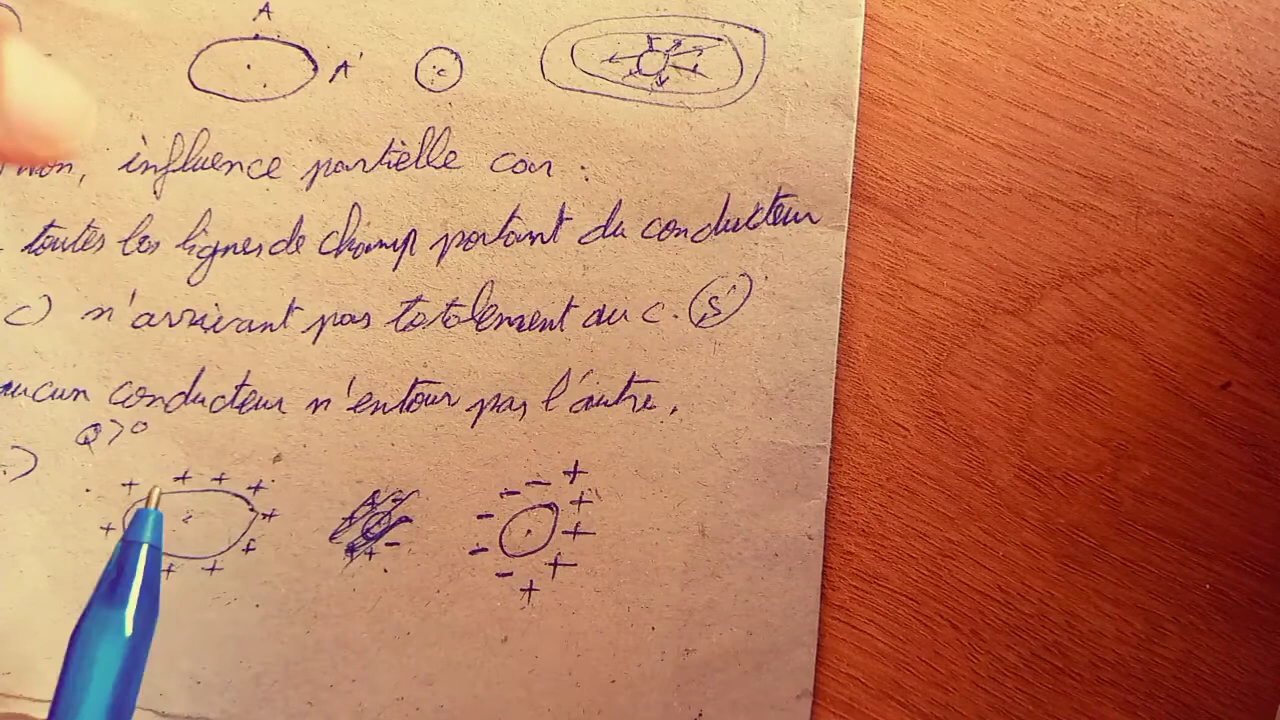 A
A'
c
influence partielle car :
toutes les lignes de champ partant du conducteur
c) n'arrivant pas totalement au c. S'
aucun conducteur n'entour pas l'autre,
Q>0
+ + + +
+ +
+ + +
- - + + - - + - + - +